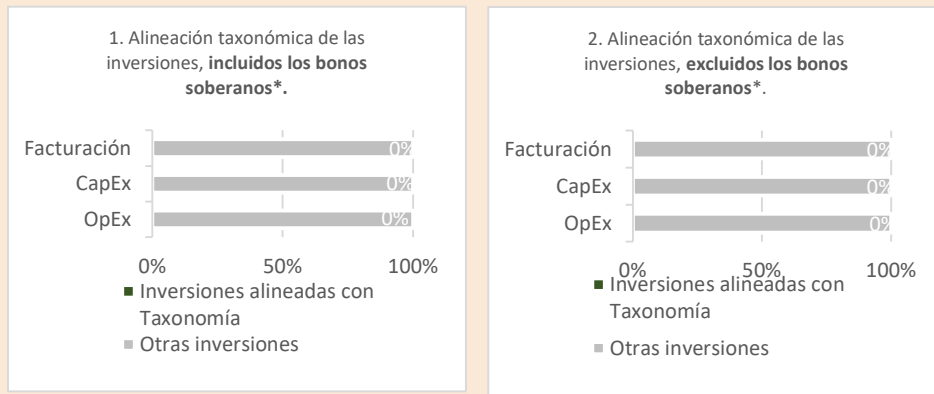 1. Alineación taxonómica de las
inversiones, incluidos los bonos
soberanos*.
Facturación
0%
CapEx
0%
OpEx
0%
0%
50%
100%
Inversiones alineadas con
Taxonomía
Otras inversiones
2. Alineación taxonómica de las
inversiones, excluidos los bonos
soberanos*.
Facturación
0%
CapEx
0%
OpEx
0%
0%
50%
100%
Inversiones alineadas con
Taxonomía
Otras inversiones